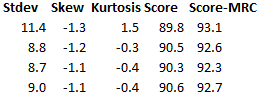 Stdev Skew Kurtosis Score Score-MRC
11.4 -1.3 1.5 89.8 93.1
8.8 -1.2 -0.3 90.5 92.6
8.7 -1.1 -0.4 90.3 92.3
9.0 -1.1 -0.4 90.6 92.7